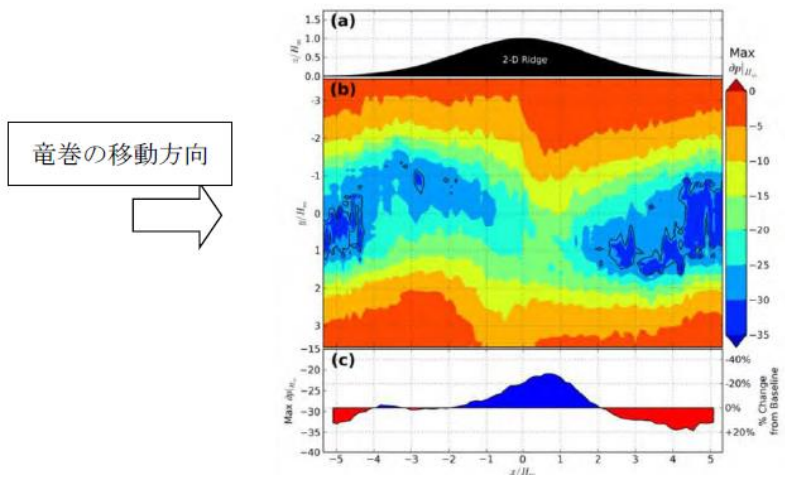 竜巻の移動方向
(a)
1.5
1.0
0.5
0.0
z/Hₘ
2-D Ridge
(b)
-3
-2
-1
0
1
2
3
y/Hₘ
Max
0
−5
−10
−15
−20
−25
−30
−35
(c)
−15
−20
−25
−30
−35
−40
Max
-40%
-20%
0%
+20%
% Change
from Baseline
−5 −4 −3 −2 −1 0 1 2 3 4 5